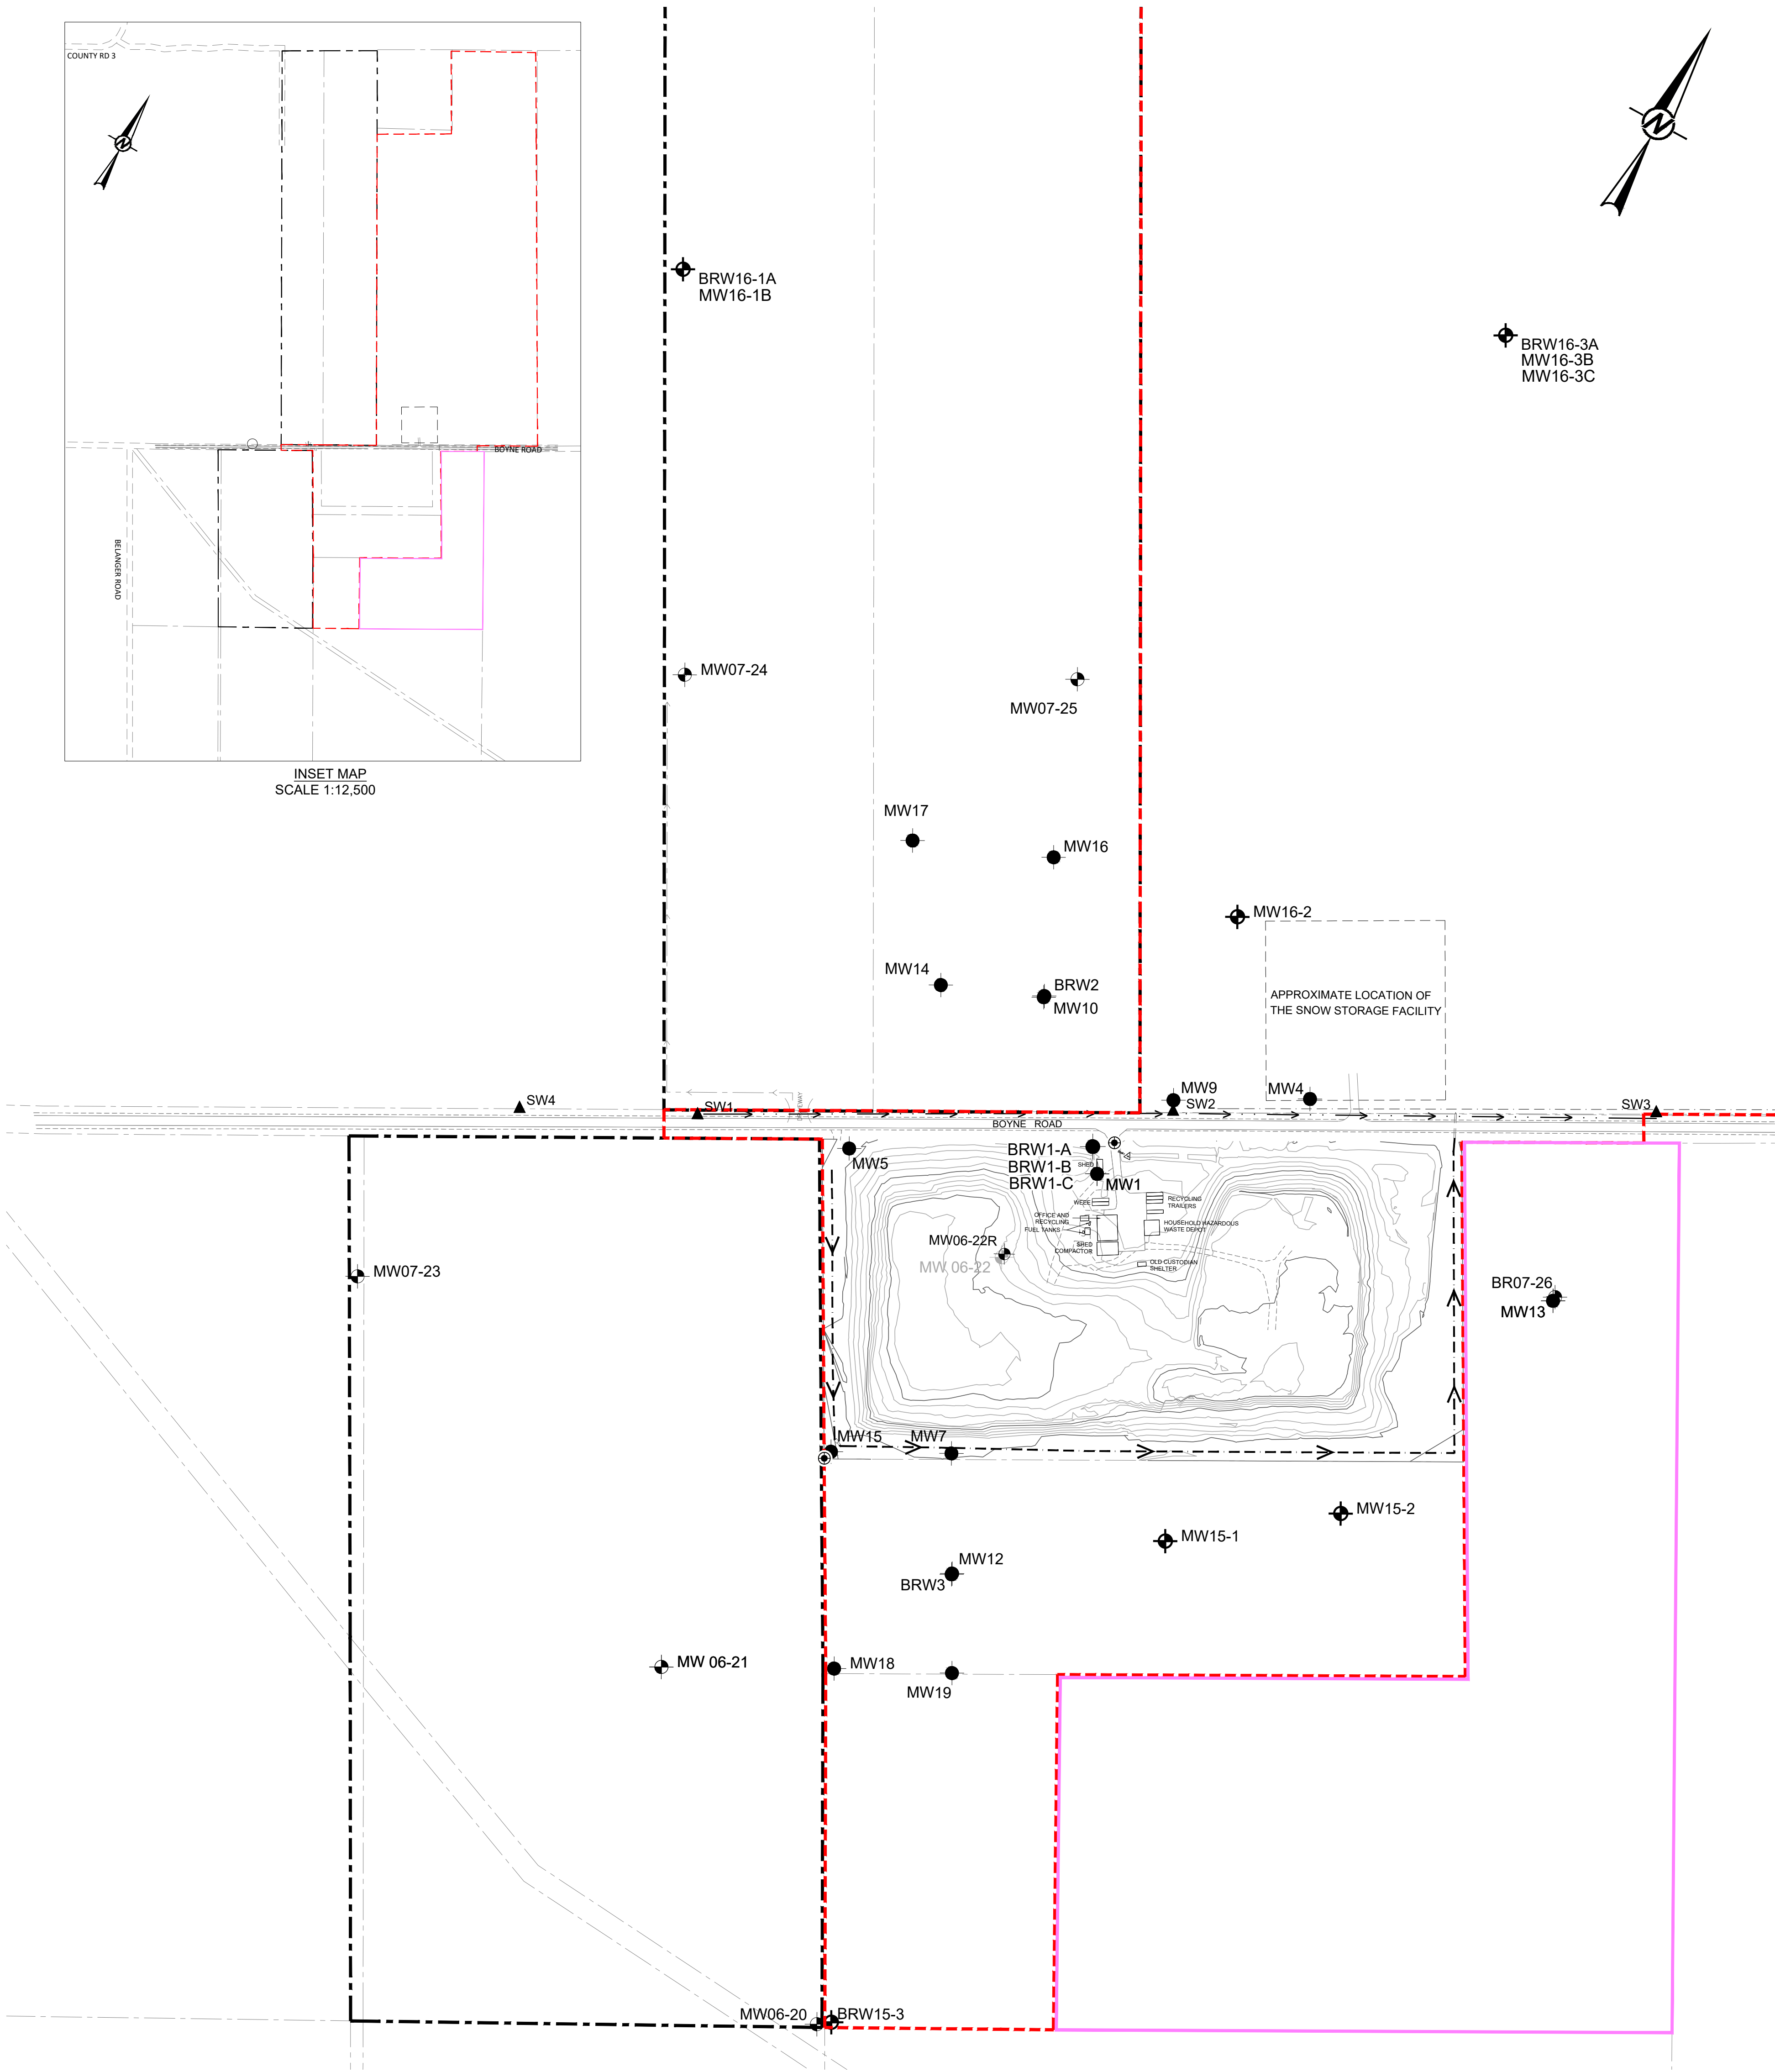 COUNTY RD 3
N
BOYNE ROAD
BELANGER ROAD
INSET MAP
SCALE 1:12,500
N
BRW16-1A
MW16-1B
BRW16-3A
MW16-3B
MW16-3C
MW07-24
MW07-25
MW17
MW16
MW16-2
MW14
BRW2
MW10
APPROXIMATE LOCATION OF
THE SNOW STORAGE FACILITY
SW4
SW1
MW9
SW2
MW4
SW3
BOYNE ROAD
MW5
BRW1-A
BRW1-B
BRW1-C
SHED
MW1
WEEE
RECYCLING
TRAILERS
OFFICE AND
RECYCLING
FUEL TANKS
HOUSEHOLD HAZARDOUS
WASTE DEPOT
SHED
COMPACTOR
OLD CUSTODIAN
SHELTER
MW06-22R
MW 06-22
MW07-23
BR07-26
MW13
MW15
MW7
MW15-2
MW15-1
MW12
BRW3
MW 06-21
MW18
MW19
MW06-20
BRW15-3